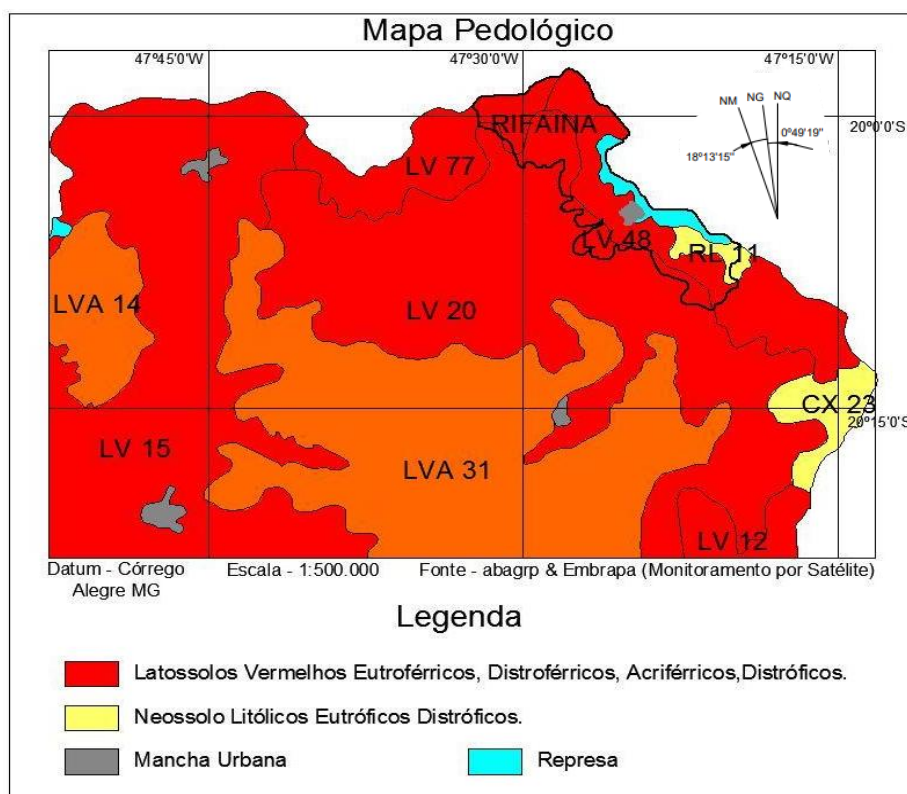 Mapa Pedológico
47º45'0"W
47º30'0"W
47º15'0"W
NM
NG
NQ
20º0'0"S
0º49'19"
18º13'15"
RIFAINA
LV 77
LV 48
RL 11
LVA 14
LV 20
CX 23
20º15'0"S
LV 15
LVA 31
LV 12
Datum - Córrego
Alegre MG
Escala - 1:500.000
Fonte - abagrp & Embrapa (Monitoramento por Satélite)
Legenda
Latossolos Vermelhos Eutroférricos, Distroférricos, Acriférricos,Distróficos.
Neossolo Litólicos Eutróficos Distróficos.
Mancha Urbana
Represa